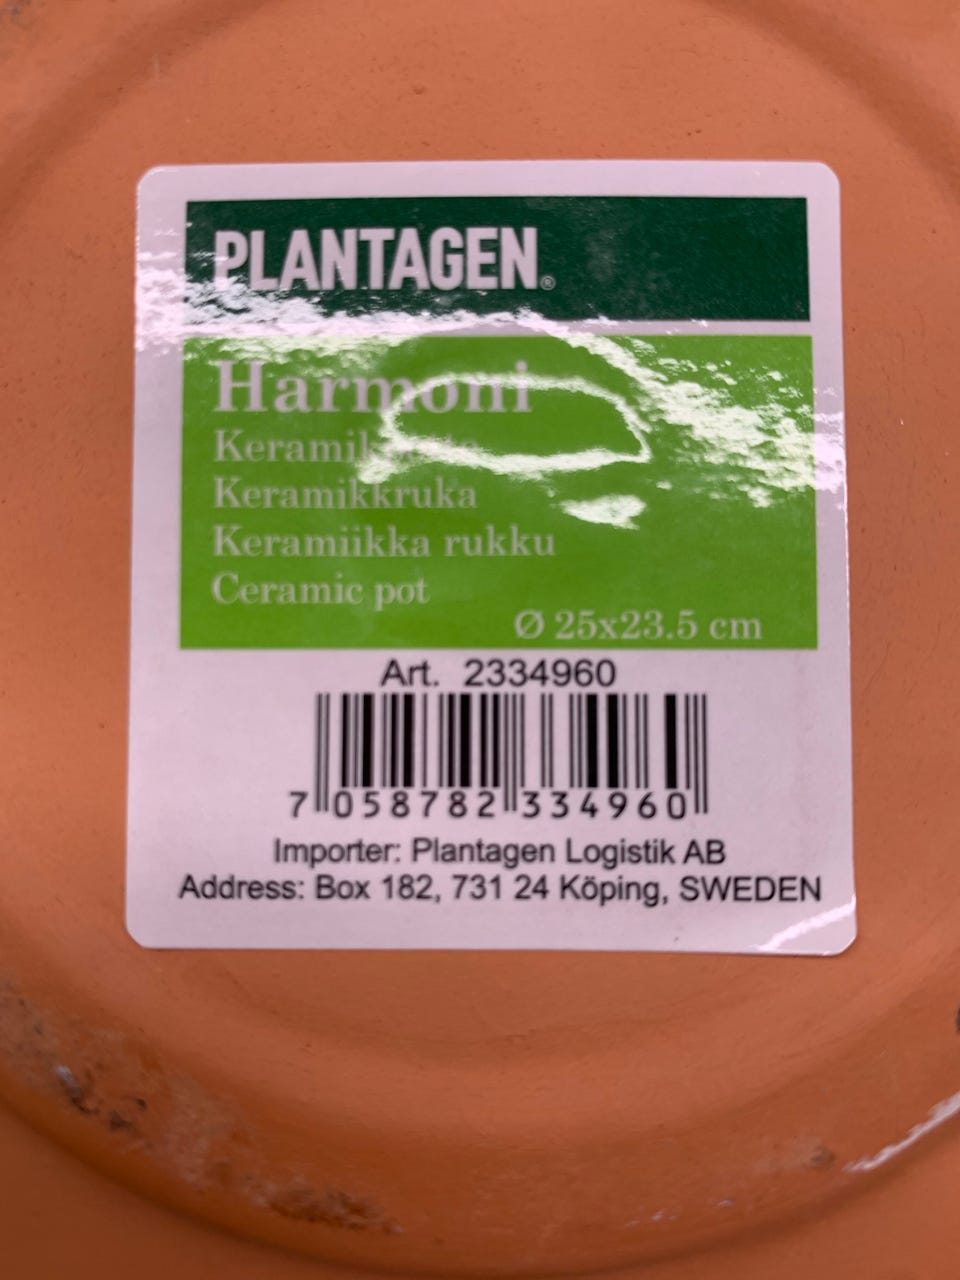 PLANTAGEN®
Harmoni
Keramikkruka
Keramiikka rukku
Ceramic pot
Ø 25x23.5 cm
Art. 2334960
7 058782 334960
Importer: Plantagen Logistik AB
Address: Box 182, 731 24 Köping, SWEDEN